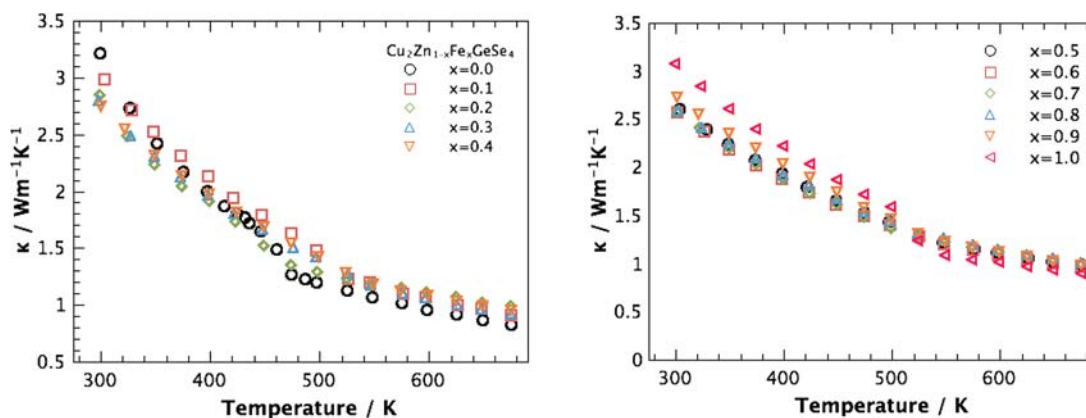 3.5
3
2.5
2
1.5
1
0.5
300 400 500 600
κ / Wm⁻¹K⁻¹
Temperature / K
Cu₂Zn₁₋ₓFeₓGeSe₄
x=0.0
x=0.1
x=0.2
x=0.3
x=0.4
3.5
3
2.5
2
1.5
1
0.5
0
300 400 500 600
κ / Wm⁻¹K⁻¹
Temperature / K
x=0.5
x=0.6
x=0.7
x=0.8
x=0.9
x=1.0